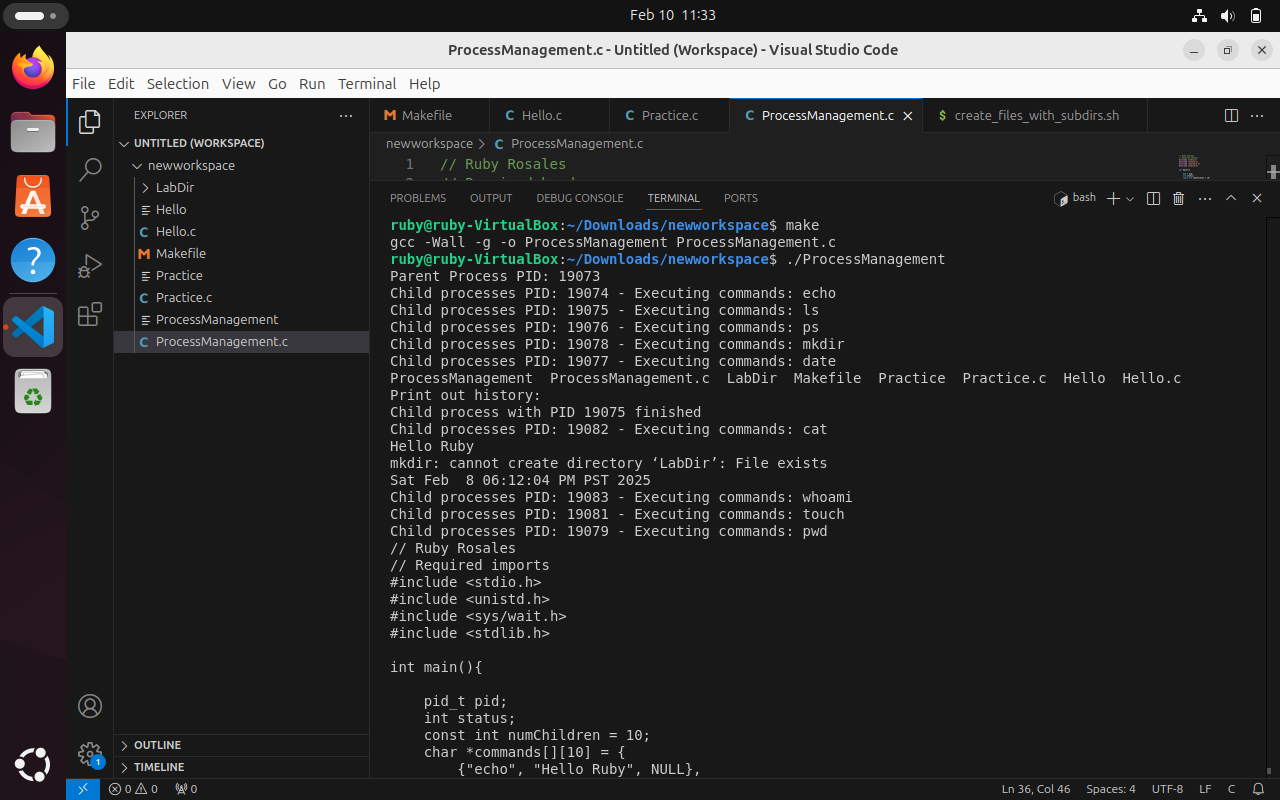 Feb 10 11:33
ProcessManagement.c - Untitled (Workspace) - Visual Studio Code
File Edit Selection View Go Run Terminal Help
EXPLORER
UNTITLED (WORKSPACE)
newworkspace
LabDir
Hello
C Hello.c
M Makefile
Practice
C Practice.c
ProcessManagement
C ProcessManagement.c
OUTLINE
TIMELINE
1
M Makefile
C Hello.c
C Practice.c
C ProcessManagement.c
$ create_files_with_subdirs.sh
newworkspace > C ProcessManagement.c
1 // Ruby Rosales
PROBLEMS OUTPUT DEBUG CONSOLE TERMINAL PORTS
bash
ruby@ruby-VirtualBox:~/Downloads/newworkspace$ make
gcc -Wall -g -o ProcessManagement ProcessManagement.c
ruby@ruby-VirtualBox:~/Downloads/newworkspace$ ./ProcessManagement
Parent Process PID: 19073
Child processes PID: 19074 - Executing commands: echo
Child processes PID: 19075 - Executing commands: ls
Child processes PID: 19076 - Executing commands: ps
Child processes PID: 19078 - Executing commands: mkdir
Child processes PID: 19077 - Executing commands: date
ProcessManagement  ProcessManagement.c  LabDir  Makefile  Practice  Practice.c  Hello  Hello.c
Print out history:
Child process with PID 19075 finished
Child processes PID: 19082 - Executing commands: cat
Hello Ruby
mkdir: cannot create directory ‘LabDir’: File exists
Sat Feb  8 06:12:04 PM PST 2025
Child processes PID: 19083 - Executing commands: whoami
Child processes PID: 19081 - Executing commands: touch
Child processes PID: 19079 - Executing commands: pwd
// Ruby Rosales
// Required imports
#include <stdio.h>
#include <unistd.h>
#include <sys/wait.h>
#include <stdlib.h>
int main(){
    pid_t pid;
    int status;
    const int numChildren = 10;
    char *commands[][10] = {
        {"echo", "Hello Ruby", NULL},
0 0 0
Ln 36, Col 46 Spaces: 4 UTF-8 LF C